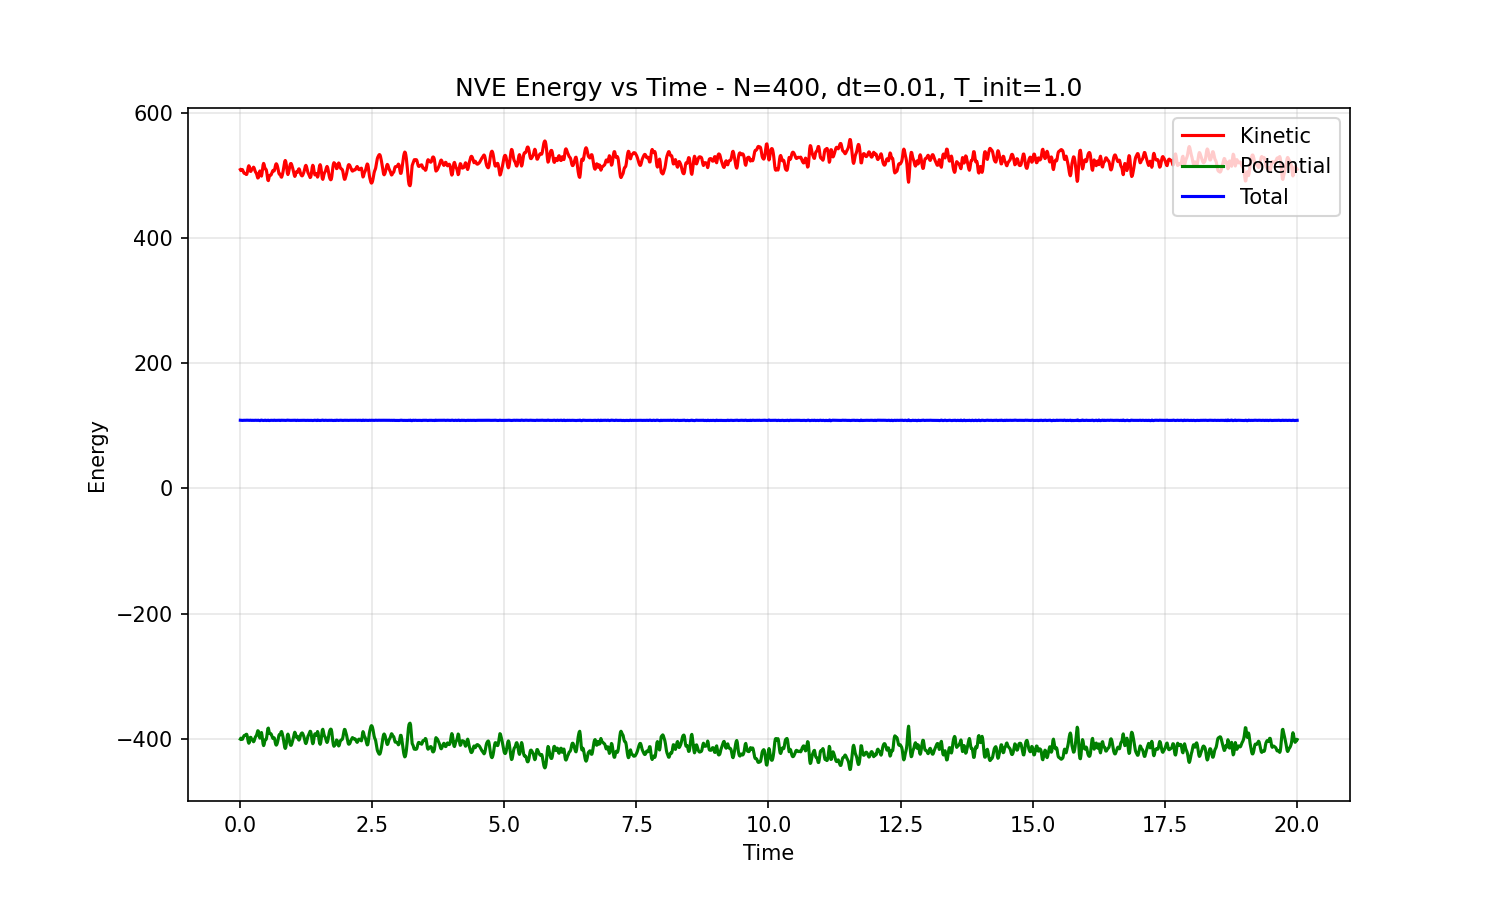 NVE Energy vs Time - N=400, dt=0.01, T_init=1.0
600
400
200
0
−200
−400
Energy
Kinetic
Potential
Total
0.0 2.5 5.0 7.5 10.0 12.5 15.0 17.5 20.0
Time